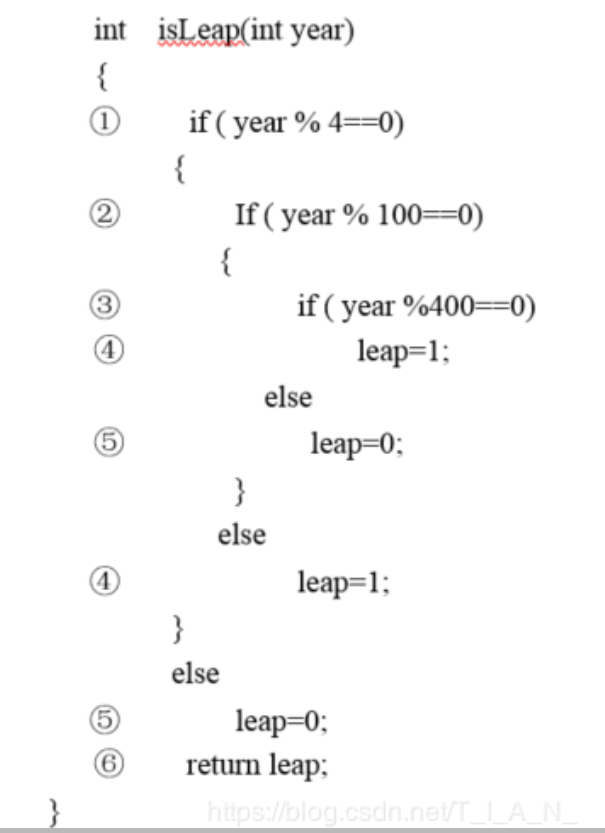 int isLeap(int year)
{
① if ( year % 4==0)
{
② If ( year % 100==0)
{
③ if ( year %400==0)
④ leap=1;
else
⑤ leap=0;
}
else
④ leap=1;
}
else
⑤ leap=0;
⑥ return leap;
}
https://blog.csdn.net/T_I_A_N_